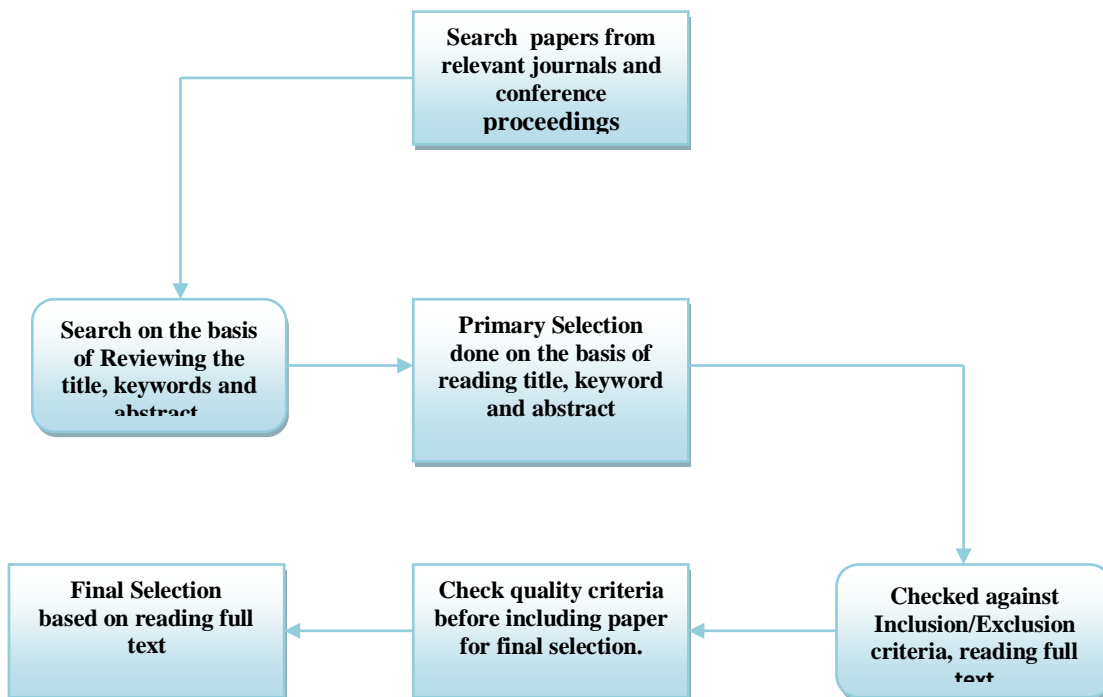 Search papers from
relevant journals and
conference
proceedings
Search on the basis
of Reviewing the
title, keywords and
abstract
Primary Selection
done on the basis of
reading title, keyword
and abstract
Checked against
Inclusion/Exclusion
criteria, reading full
text
Check quality criteria
before including paper
for final selection.
Final Selection
based on reading full
text